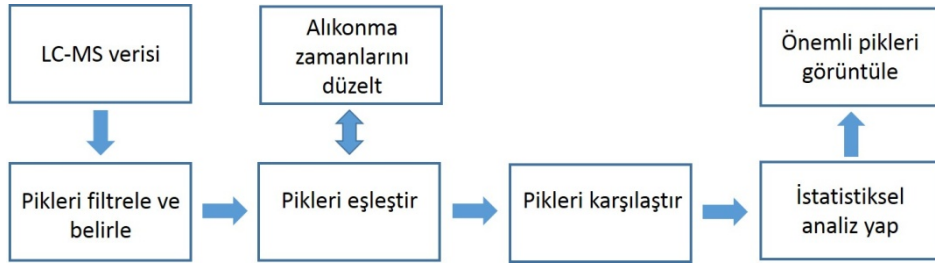 LC-MS verisi
Alıkonma
zamanlarını
düzelt
Önemli pikleri
görüntüle
Pikleri filtrele ve
belirle
Pikleri eşleştir
Pikleri karşılaştır
İstatistiksel
analiz yap